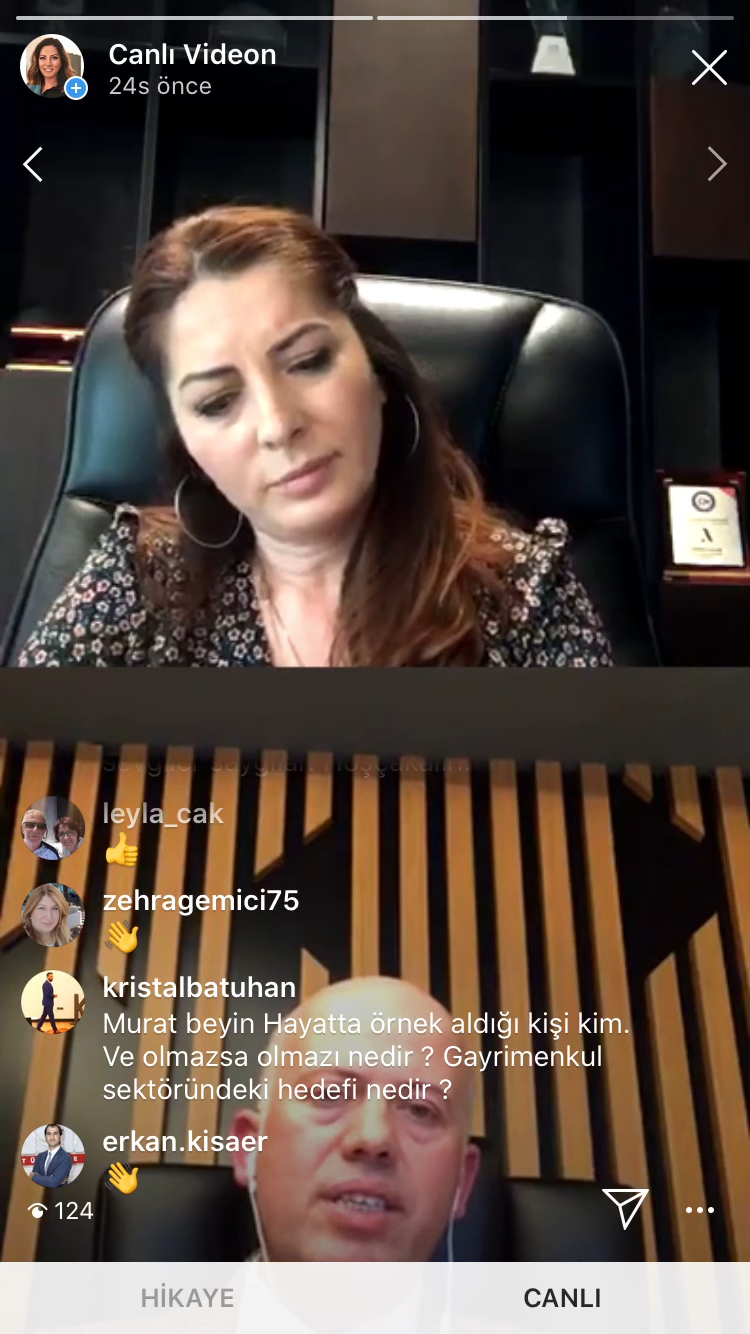 Canlı Videon
24s önce
leyla_cak
👍
zehragemici75
👋
kristalbatuhan
Murat beyin Hayatta örnek aldığı kişi kim.
Ve olmazsa olmazı nedir ? Gayrimenkul
sektöründeki hedefi nedir ?
erkan.kisaer
👋
124
HİKAYE
CANLI